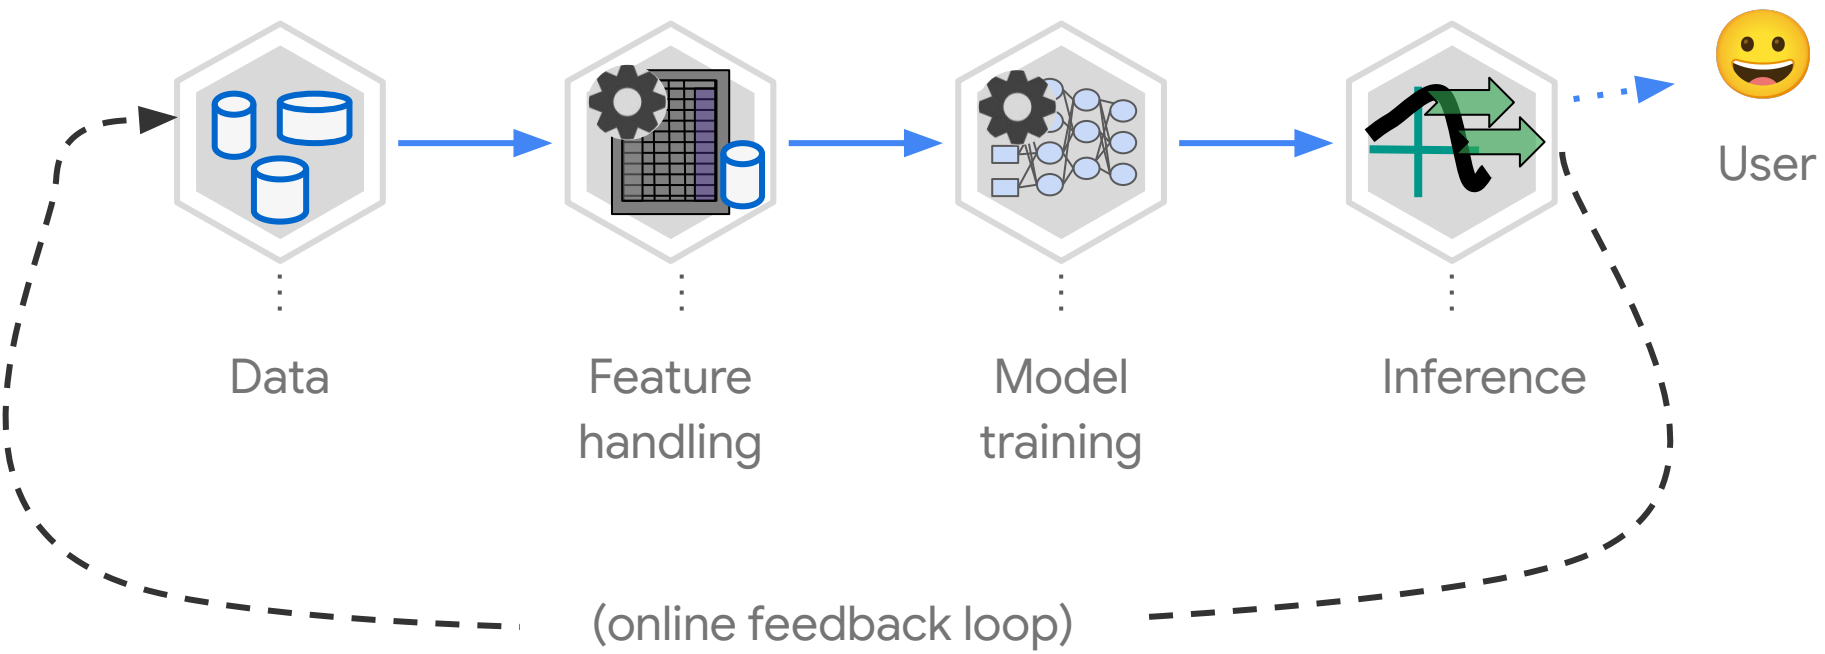 User
Data
Feature
handling
Model
training
Inference
(online feedback loop)